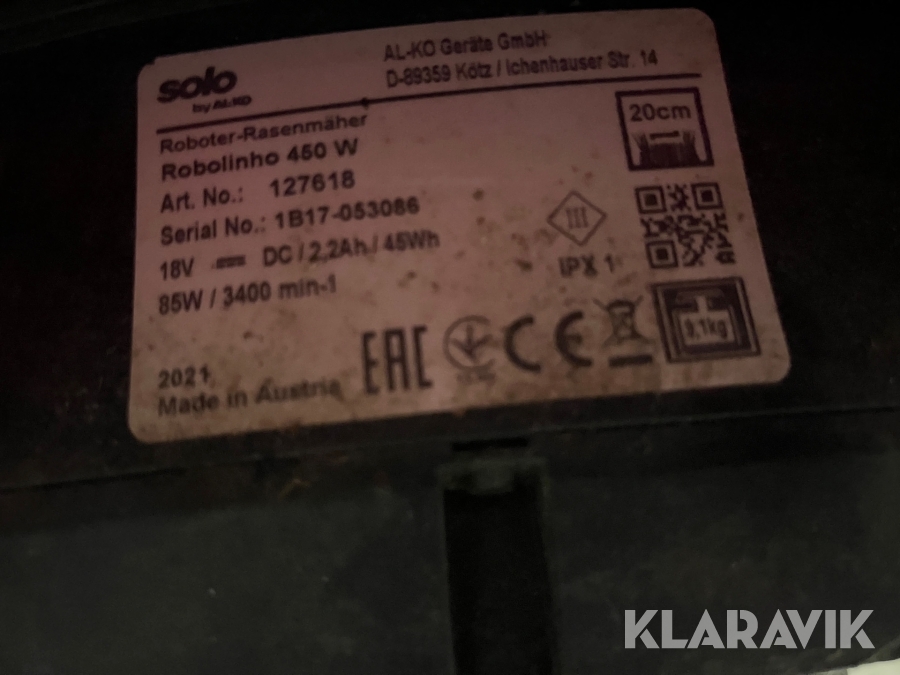 solo
by AL-KO
AL-KO Geräte GmbH
D-89359 Kötz / Ichenhauser Str. 14
Roboter-Rasenmäher
Robolinho 450 W
Art. No.: 127618
Serial No.: 1B17-053086
18V DC / 2,2Ah / 45Wh
85W / 3400 min-1
20cm
III
IPX 1
9,1kg
EAC
CE
2021
Made in Austria
KLARAVIK